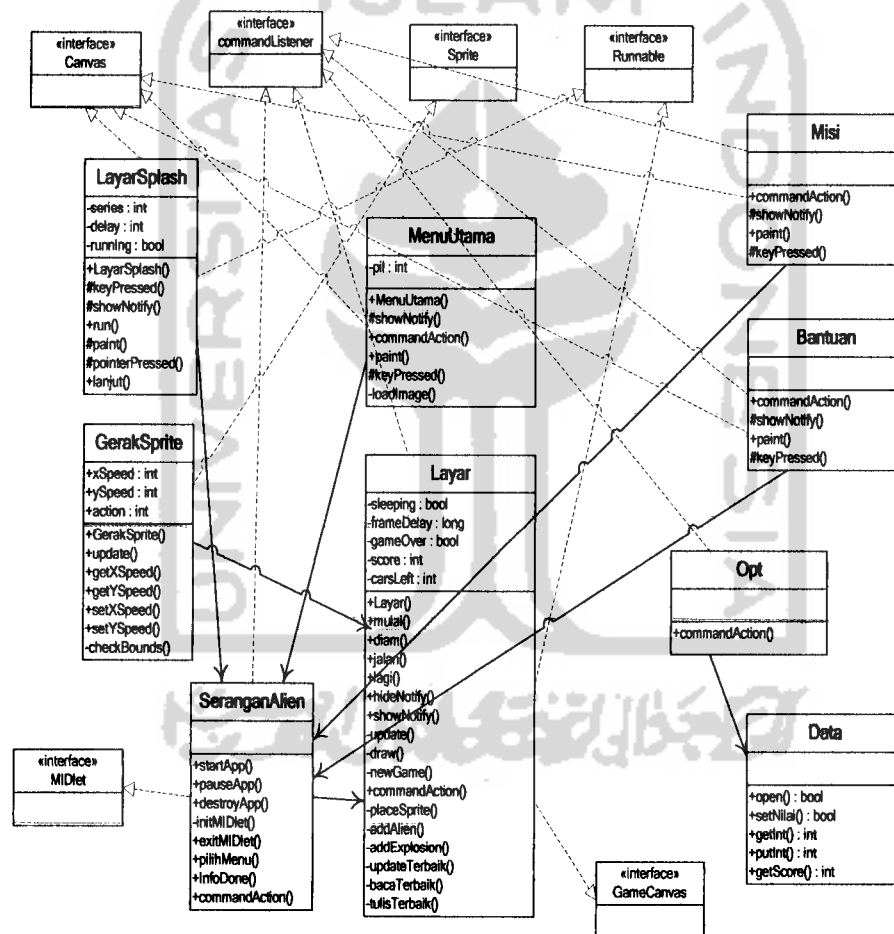 «interface»
Canvas
«interface»
commandListener
«interface»
Sprite
«interface»
Runnable
Misi
+commandAction()
#showNotify()
+paint()
#keyPressed()
LayarSplash
-series : int
-delay : int
-running : bool
+LayarSplash()
#keyPressed()
#showNotify()
+run()
#paint()
#pointerPressed()
+lanjut()
MenuUtama
-pil : int
+MenuUtama()
#showNotify()
+commandAction()
+paint()
#keyPressed()
-loadImage()
Bantuan
+commandAction()
#showNotify()
+paint()
#keyPressed()
GerakSprite
+xSpeed : int
+ySpeed : int
+action : int
+GerakSprite()
+update()
+getXSpeed()
+getYSpeed()
+setXSpeed()
+setYSpeed()
-checkBounds()
Layar
-sleeping : bool
-frameDelay : long
-gameOver : bool
-score : int
-carsLeft : int
+Layar()
+mulai()
+diam()
+jalan()
+lagi()
+hideNotify()
+showNotify()
-update()
-draw()
-newGame()
+commandAction()
-placeSprite()
-addAlien()
-addExplosion()
-updateTerbaik()
-bacaTerbaik()
-tulisTerbaik()
Opt
+commandAction()
SeranganAlien
+startApp()
+pauseApp()
+destroyApp()
-initMIDlet()
+exitMIDlet()
+pilihMenu()
+InfoDone()
+commandAction()
«interface»
MIDlet
Data
+open() : bool
+setNilai() : bool
+getInt() : int
+putInt() : int
+getScore() : int
«interface»
GameCanvas
ISLAM
UNIVERSITAS
INDONESIA